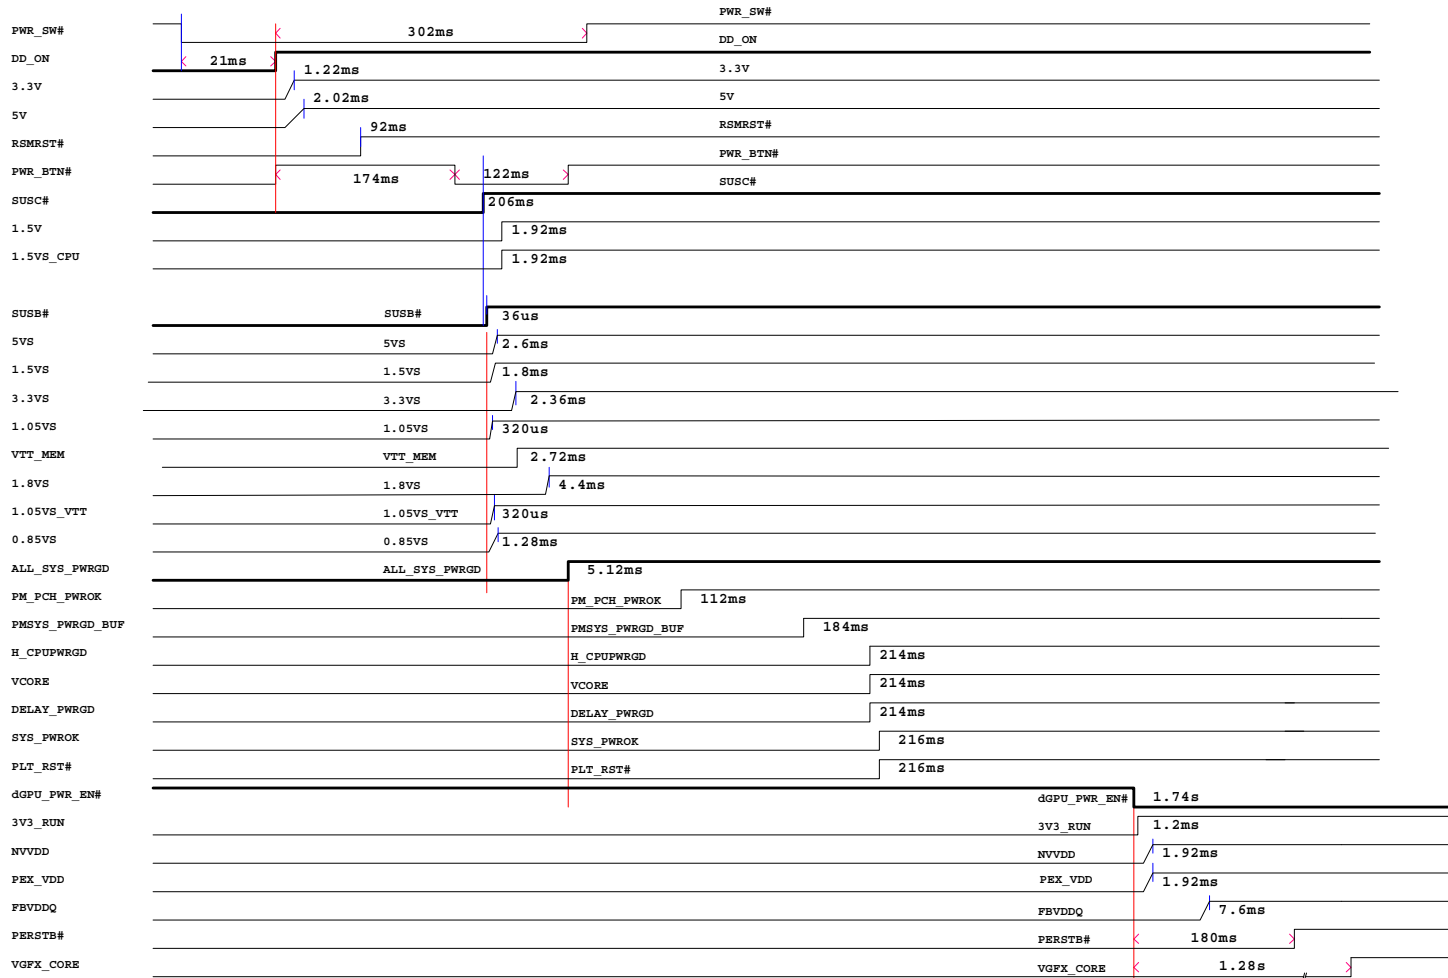 PWR_SW#
PWR_SW# 302ms
DD_ON
DD_ON 21ms
3.3V
3.3V 1.22ms
5V
5V 2.02ms
RSMRST#
RSMRST# 92ms
PWR_BTN#
PWR_BTN# 174ms 122ms
SUSC#
SUSC# 206ms
1.5V 1.92ms
1.5VS_CPU 1.92ms
SUSB# SUSB# 36us
5VS 5VS 2.6ms
1.5VS 1.5VS 1.8ms
3.3VS 3.3VS 2.36ms
1.05VS 1.05VS 320us
VTT_MEM VTT_MEM 2.72ms
1.8VS 1.8VS 4.4ms
1.05VS_VTT 1.05VS_VTT 320us
0.85VS 0.85VS 1.28ms
ALL_SYS_PWRGD ALL_SYS_PWRGD 5.12ms
PM_PCH_PWROK PM_PCH_PWROK 112ms
PMSYS_PWRGD_BUF PMSYS_PWRGD_BUF 184ms
H_CPUPWRGD H_CPUPWRGD 214ms
VCORE VCORE 214ms
DELAY_PWRGD DELAY_PWRGD 214ms
SYS_PWROK SYS_PWROK 216ms
PLT_RST# PLT_RST# 216ms
dGPU_PWR_EN# dGPU_PWR_EN# 1.74s
3V3_RUN 3V3_RUN 1.2ms
NVVDD NVVDD 1.92ms
PEX_VDD PEX_VDD 1.92ms
FBVDDQ FBVDDQ 7.6ms
PERSTB# PERSTB# 180ms
VGFX_CORE VGFX_CORE 1.28s